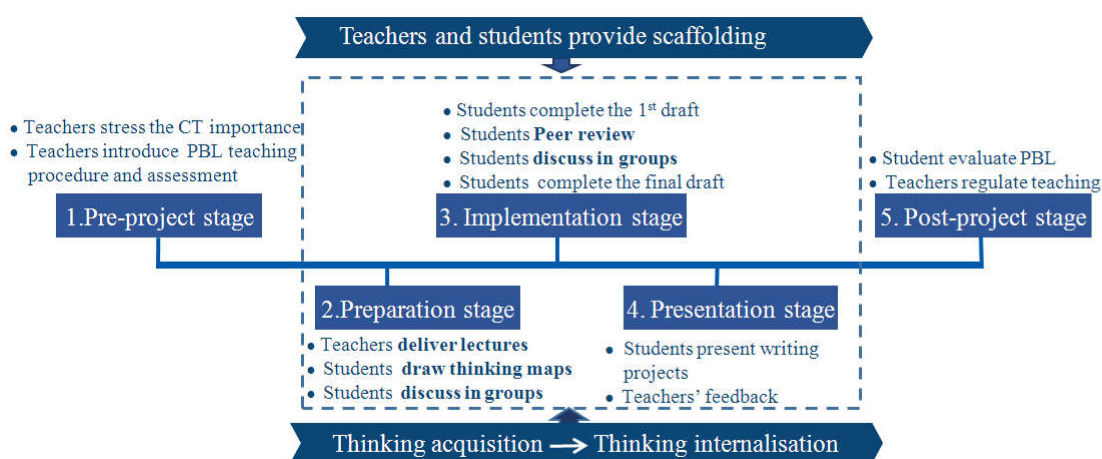 Teachers and students provide scaffolding
● Teachers stress the CT importance
● Teachers introduce PBL teaching
procedure and assessment
1.Pre-project stage
● Students complete the 1st draft
● Students Peer review
● Students discuss in groups
● Students complete the final draft
3. Implementation stage
● Student evaluate PBL
● Teachers regulate teaching
5. Post-project stage
2.Preparation stage
● Teachers deliver lectures
● Students draw thinking maps
● Students discuss in groups
4. Presentation stage
● Students present writing
projects
● Teachers’ feedback
Thinking acquisition → Thinking internalisation